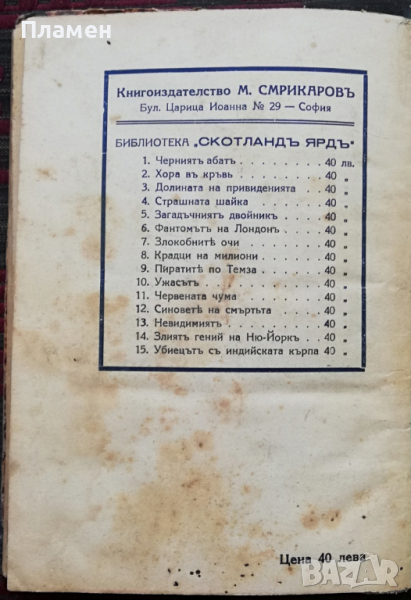 Пламен
Книгоиздателство М. СМРИКАРОВЪ
Бул. Царица Иоанна № 29 — София
БИБЛИОТЕКА „СКОТЛАНДЪ ЯРДЪ“
1. Черниятъ абатъ . . . . . . . . 40 лв.
2. Хора въ кръвь . . . . . . . . 40 „
3. Долината на привиденията . . 40 „
4. Страшната шайка . . . . . . . 40 „
5. Загадъчниятъ двойникъ . . . . 40 „
6. Фантомътъ на Лондонъ . . . . 40 „
7. Злокобнитѣ очи . . . . . . . . 40 „
8. Крадци на милиони . . . . . . 40 „
9. Пиратитѣ по Темза . . . . . . 40 „
10. Ужасътъ . . . . . . . . . . . 40 „
11. Червената чума . . . . . . . . 40 „
12. Синоветѣ на смъртьта . . . . 40 „
13. Невидимиятъ . . . . . . . . . 40 „
14. Злиятъ гений на Ню-Йоркъ . . 40 „
15. Убиецътъ съ индийската кърпа 40 „
Цена 40 лева
BAZAR